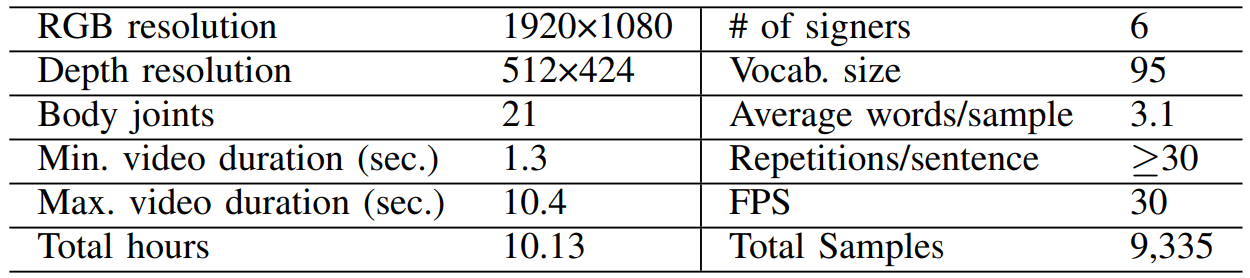 RGB resolution 1920×1080 # of signers 6
Depth resolution 512×424 Vocab. size 95
Body joints 21 Average words/sample 3.1
Min. video duration (sec.) 1.3 Repetitions/sentence ≥30
Max. video duration (sec.) 10.4 FPS 30
Total hours 10.13 Total Samples 9,335